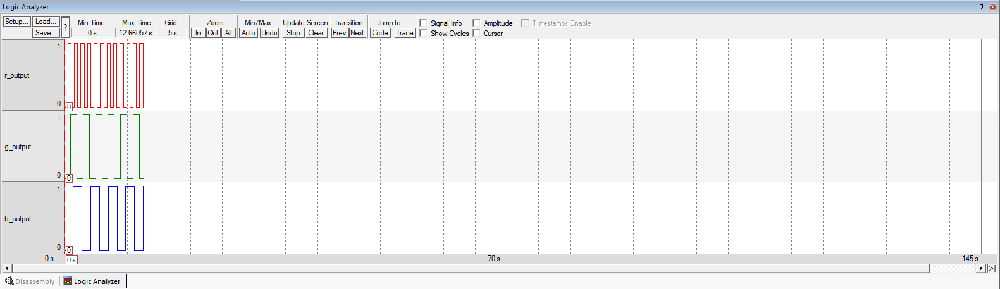 Logic Analyzer
Setup... Load... ? Min Time Max Time Grid Zoom Min/Max Update Screen Transition Jump to Signal Info Amplitude Timestamps Enable
Save... 0 s 12.66057 s 5 s In Out All Auto Undo Stop Clear Prev Next Code Trace Show Cycles Cursor
1
r_output
0
0
1
g_output
0
0
1
b_output
0
0
0 s 0 s 70 s 145 s
Disassembly Logic Analyzer